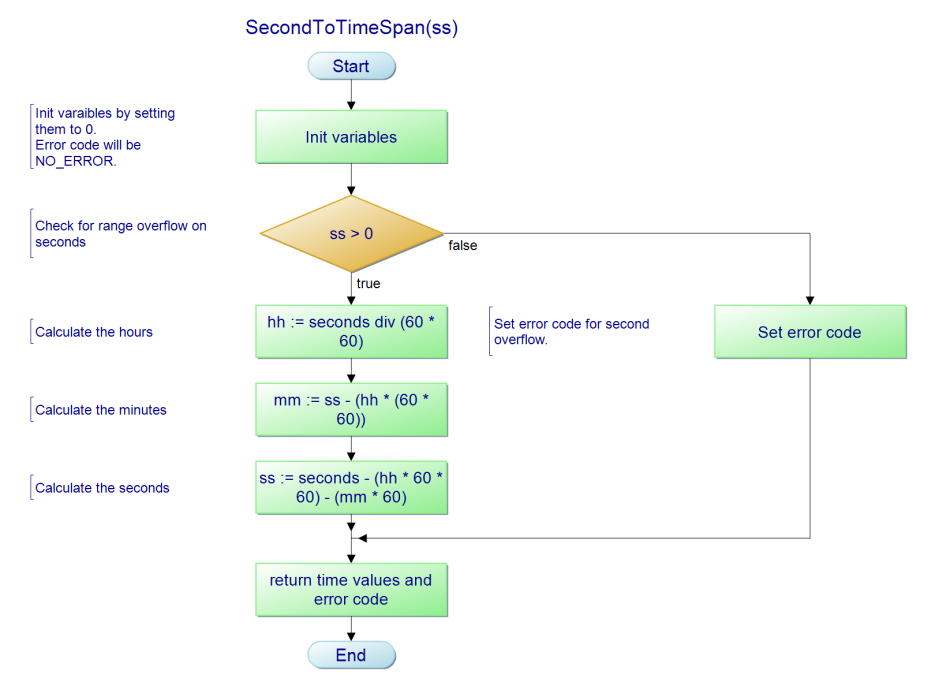 SecondToTimeSpan(ss)
Start
Init varaibles by setting
them to 0.
Error code will be
NO_ERROR.
Init variables
Check for range overflow on
seconds
ss > 0
false
true
Calculate the hours
hh := seconds div (60 *
60)
Set error code for second
overflow.
Set error code
Calculate the minutes
mm := ss - (hh * (60 *
60))
Calculate the seconds
ss := seconds - (hh * 60 *
60) - (mm * 60)
return time values and
error code
End